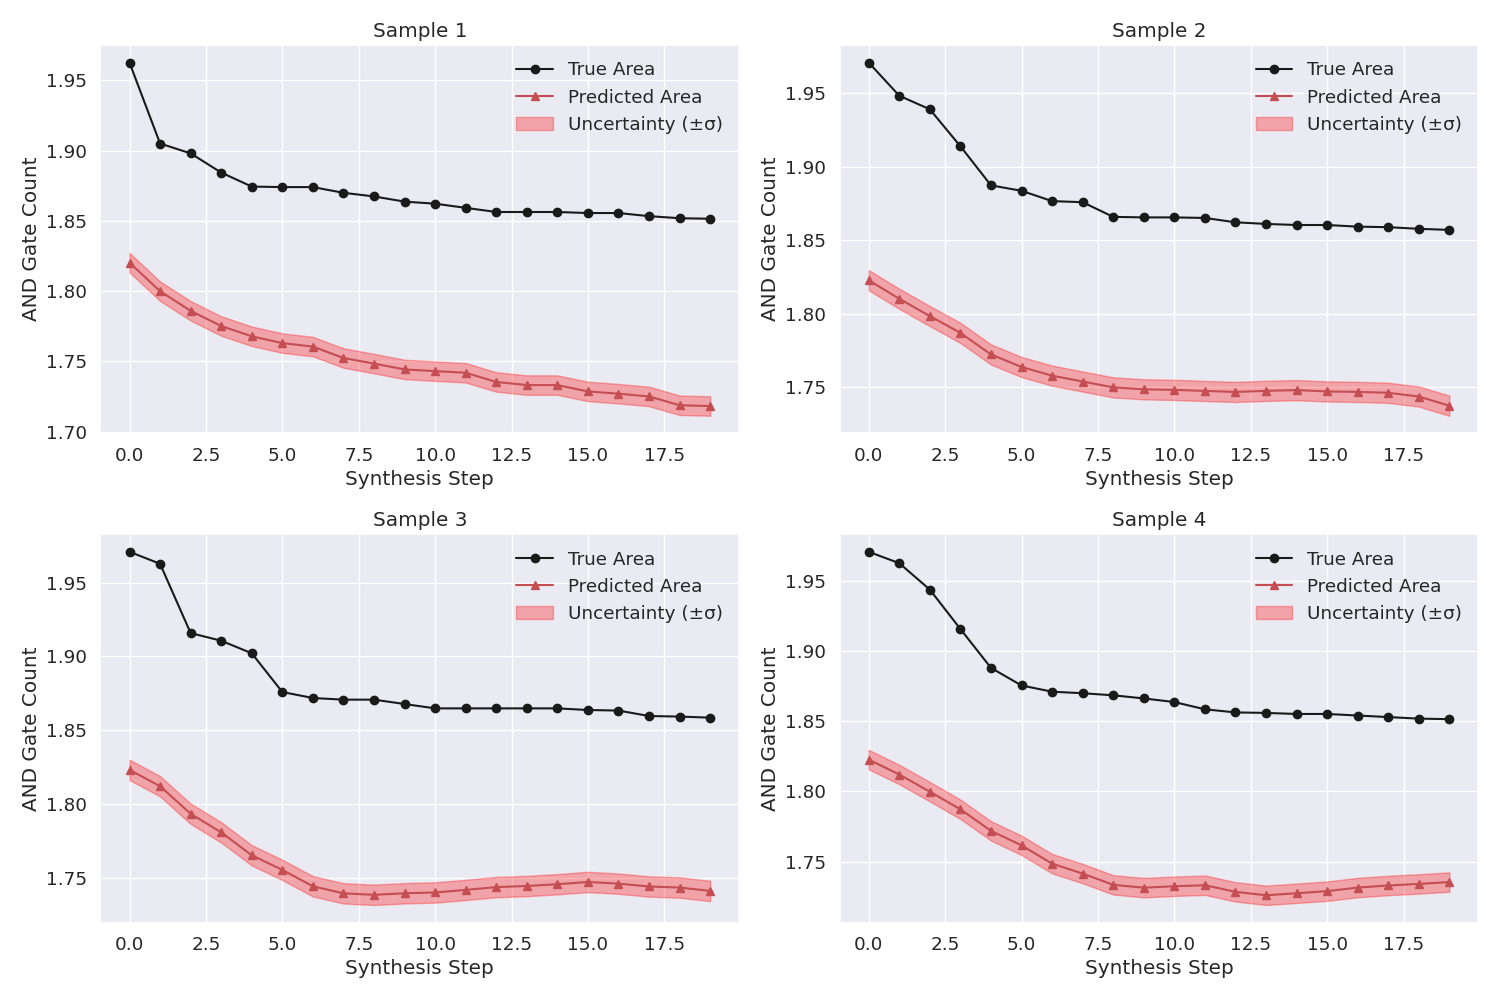 Sample 1
AND Gate Count
1.95
1.90
1.85
1.80
1.75
1.70
True Area
Predicted Area
Uncertainty (±σ)
0.0 2.5 5.0 7.5 10.0 12.5 15.0 17.5
Synthesis Step
Sample 2
AND Gate Count
1.95
1.90
1.85
1.80
1.75
True Area
Predicted Area
Uncertainty (±σ)
0.0 2.5 5.0 7.5 10.0 12.5 15.0 17.5
Synthesis Step
Sample 3
AND Gate Count
1.95
1.90
1.85
1.80
1.75
True Area
Predicted Area
Uncertainty (±σ)
0.0 2.5 5.0 7.5 10.0 12.5 15.0 17.5
Synthesis Step
Sample 4
AND Gate Count
1.95
1.90
1.85
1.80
1.75
True Area
Predicted Area
Uncertainty (±σ)
0.0 2.5 5.0 7.5 10.0 12.5 15.0 17.5
Synthesis Step